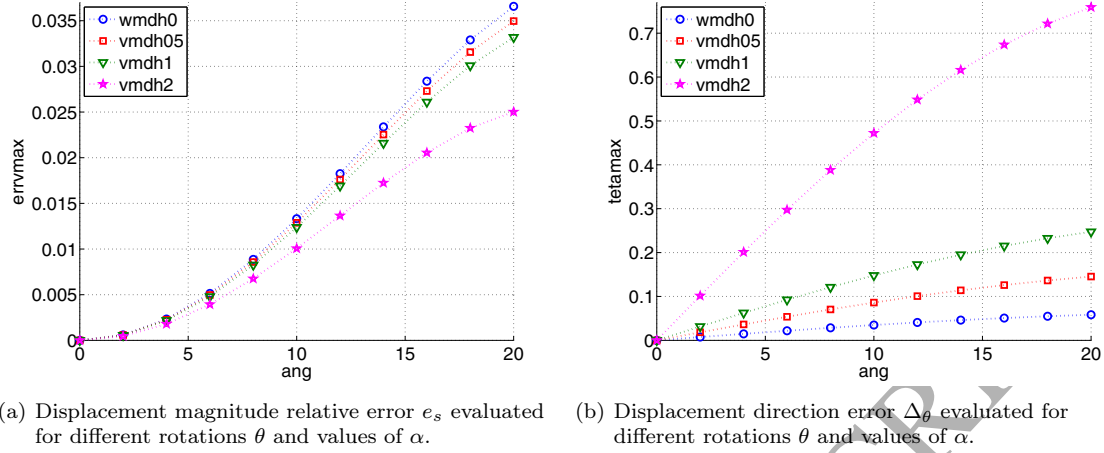 wmdh0
vmdh05
vmdh1
vmdh2
0.035
0.03
0.025
0.02
0.015
0.01
0.005
0
errvmax
0 5 10 15 20
ang
(a) Displacement magnitude relative error e_s evaluated
for different rotations θ and values of α.
wmdh0
vmdh05
vmdh1
vmdh2
0.7
0.6
0.5
0.4
0.3
0.2
0.1
0
tetamax
0 5 10 15 20
ang
(b) Displacement direction error Δ_θ evaluated for
different rotations θ and values of α.